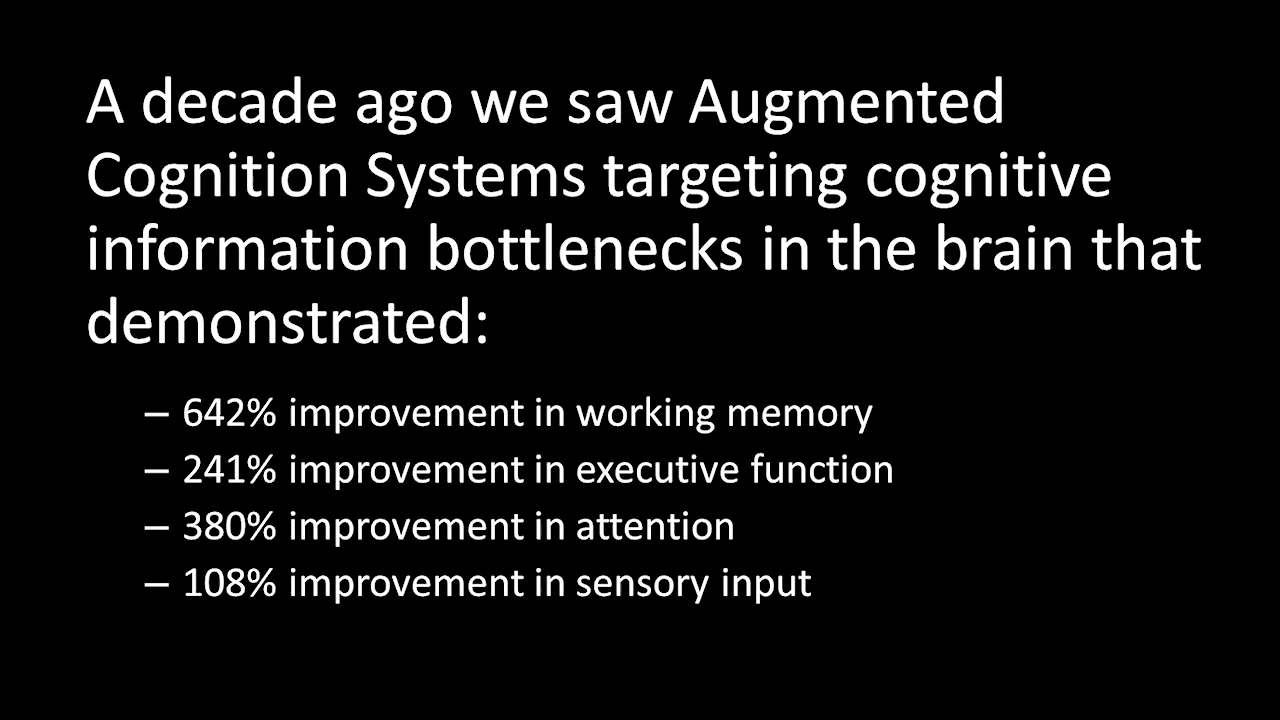 A decade ago we saw Augmented
Cognition Systems targeting cognitive
information bottlenecks in the brain that
demonstrated:
– 642% improvement in working memory
– 241% improvement in executive function
– 380% improvement in attention
– 108% improvement in sensory input